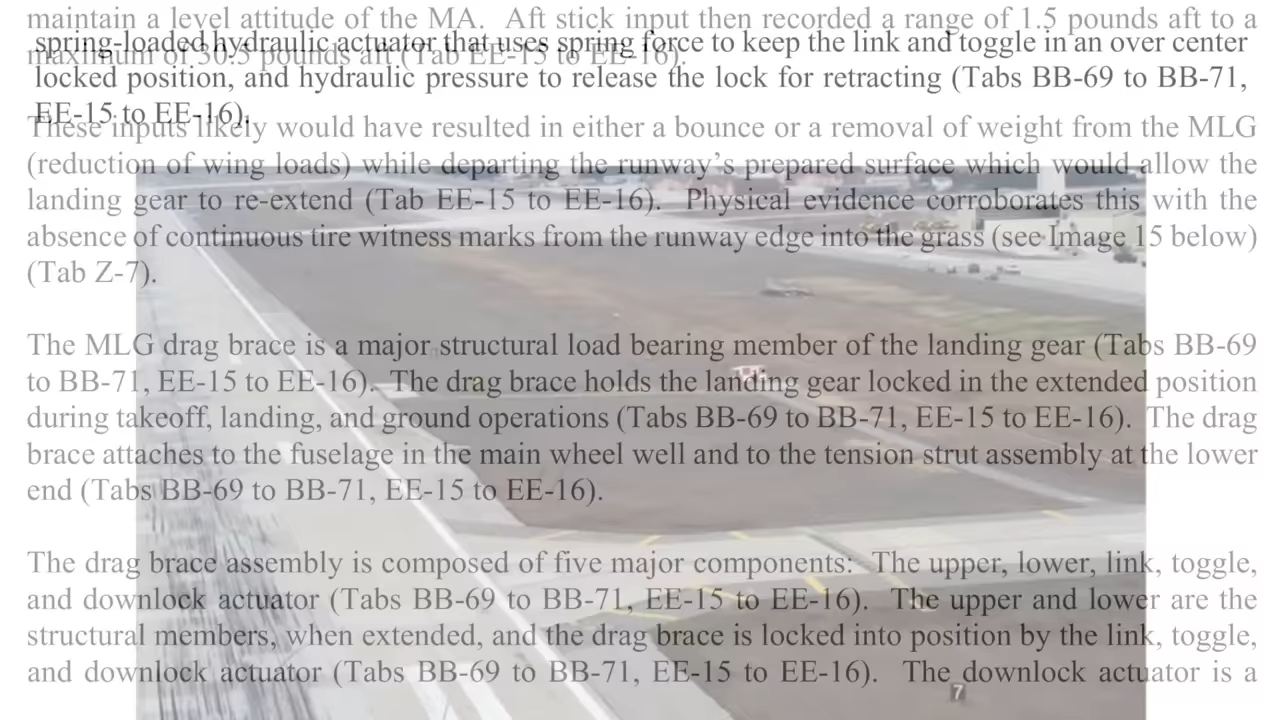 maintain a level attitude of the MA. Aft stick input then recorded a range of 1.5 pounds aft to a
maximum of 30.5 pounds aft (Tab EE-15 to EE-16).
These inputs likely would have resulted in either a bounce or a removal of weight from the MLG
(reduction of wing loads) while departing the runway’s prepared surface which would allow the
landing gear to re-extend (Tab EE-15 to EE-16). Physical evidence corroborates this with the
absence of continuous tire witness marks from the runway edge into the grass (see Image 15 below)
(Tab Z-7).
The MLG drag brace is a major structural load bearing member of the landing gear (Tabs BB-69
to BB-71, EE-15 to EE-16). The drag brace holds the landing gear locked in the extended position
during takeoff, landing, and ground operations (Tabs BB-69 to BB-71, EE-15 to EE-16). The drag
brace attaches to the fuselage in the main wheel well and to the tension strut assembly at the lower
end (Tabs BB-69 to BB-71, EE-15 to EE-16).
The drag brace assembly is composed of five major components: The upper, lower, link, toggle,
and downlock actuator (Tabs BB-69 to BB-71, EE-15 to EE-16). The upper and lower are the
structural members, when extended, and the drag brace is locked into position by the link, toggle,
and downlock actuator (Tabs BB-69 to BB-71, EE-15 to EE-16). The downlock actuator is a
spring-loaded hydraulic actuator that uses spring force to keep the link and toggle in an over center
locked position, and hydraulic pressure to release the lock for retracting (Tabs BB-69 to BB-71,
EE-15 to EE-16).
7